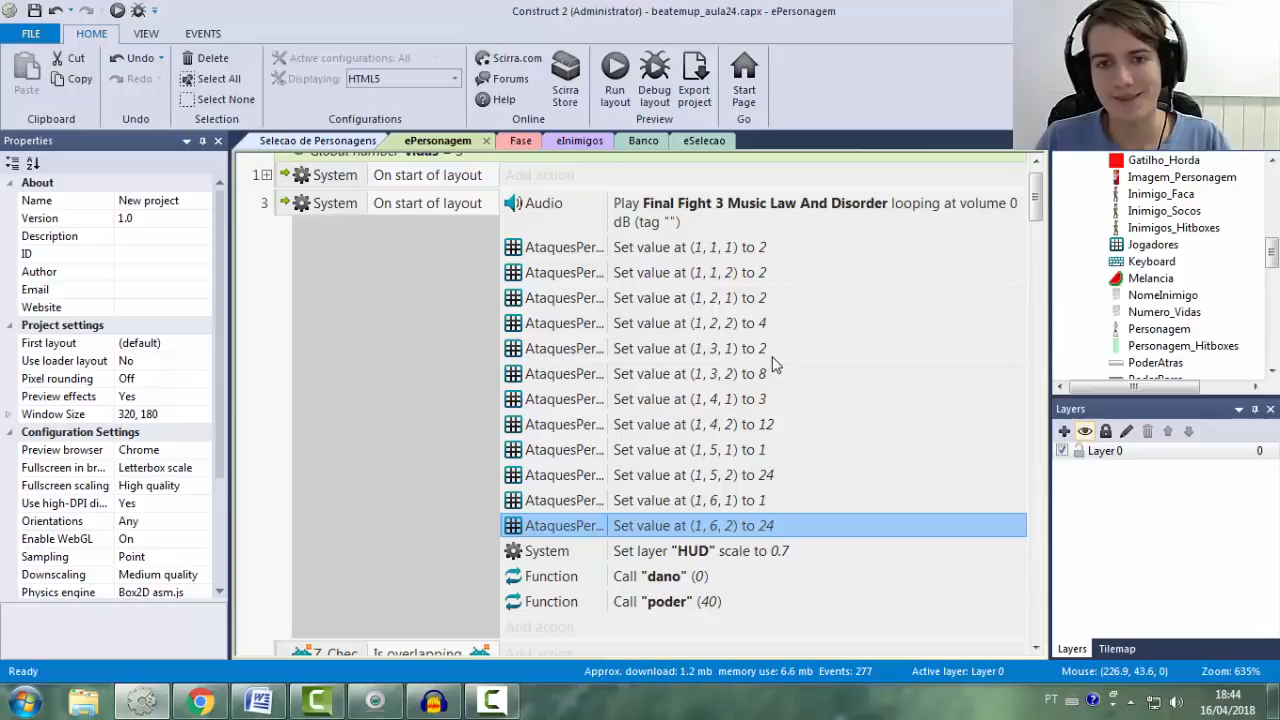 Construct 2 (Administrator) - beatemup_aula24.capx - ePersonagem
FILE HOME VIEW EVENTS
Paste Cut Copy Clipboard
Undo Redo Undo
Delete Select All Select None Selection
Active configurations: All
Displaying: HTML5
Configurations
Scirra.com Forums Help Scirra Store Online
Run layout Debug layout Export project Preview
Start Page Go
Properties
Selecao de Personagens ePersonagem Fase eInimigos Banco eSelecao
About
Name New project
Version 1.0
Description
ID
Author
Email
Website
Project settings
First layout (default)
Use loader layout No
Pixel rounding Off
Preview effects Yes
Window Size 320, 180
Configuration Settings
Preview browser Chrome
Fullscreen in br... Letterbox scale
Fullscreen scaling High quality
Use high-DPI di... Yes
Orientations Any
Enable WebGL On
Sampling Point
Downscaling Medium quality
Physics engine Box2D asm.js
1 System On start of layout Add action
3 System On start of layout Audio Play Final Fight 3 Music Law And Disorder looping at volume 0
dB (tag "")
AtaquesPer... Set value at (1, 1, 1) to 2
AtaquesPer... Set value at (1, 1, 2) to 2
AtaquesPer... Set value at (1, 2, 1) to 2
AtaquesPer... Set value at (1, 2, 2) to 4
AtaquesPer... Set value at (1, 3, 1) to 2
AtaquesPer... Set value at (1, 3, 2) to 8
AtaquesPer... Set value at (1, 4, 1) to 3
AtaquesPer... Set value at (1, 4, 2) to 12
AtaquesPer... Set value at (1, 5, 1) to 1
AtaquesPer... Set value at (1, 5, 2) to 24
AtaquesPer... Set value at (1, 6, 1) to 1
AtaquesPer... Set value at (1, 6, 2) to 24
System Set layer "HUD" scale to 0.7
Function Call "dano" (0)
Function Call "poder" (40)
Add action
Is overlapping
Gatilho_Horda
Imagem_Personagem
Inimigo_Faca
Inimigo_Socos
Inimigos_Hitboxes
Jogadores
Keyboard
Melancia
NomeInimigo
Numero_Vidas
Personagem
Personagem_Hitboxes
PoderAtras
Layers
Layer 0 0
Layers Tilemap
Ready Approx. download: 1.2 mb memory use: 6.6 mb Events: 277 Active layer: Layer 0 Mouse: (226.9, 43.6, 0) Zoom: 635%
PT 18:44
16/04/2018